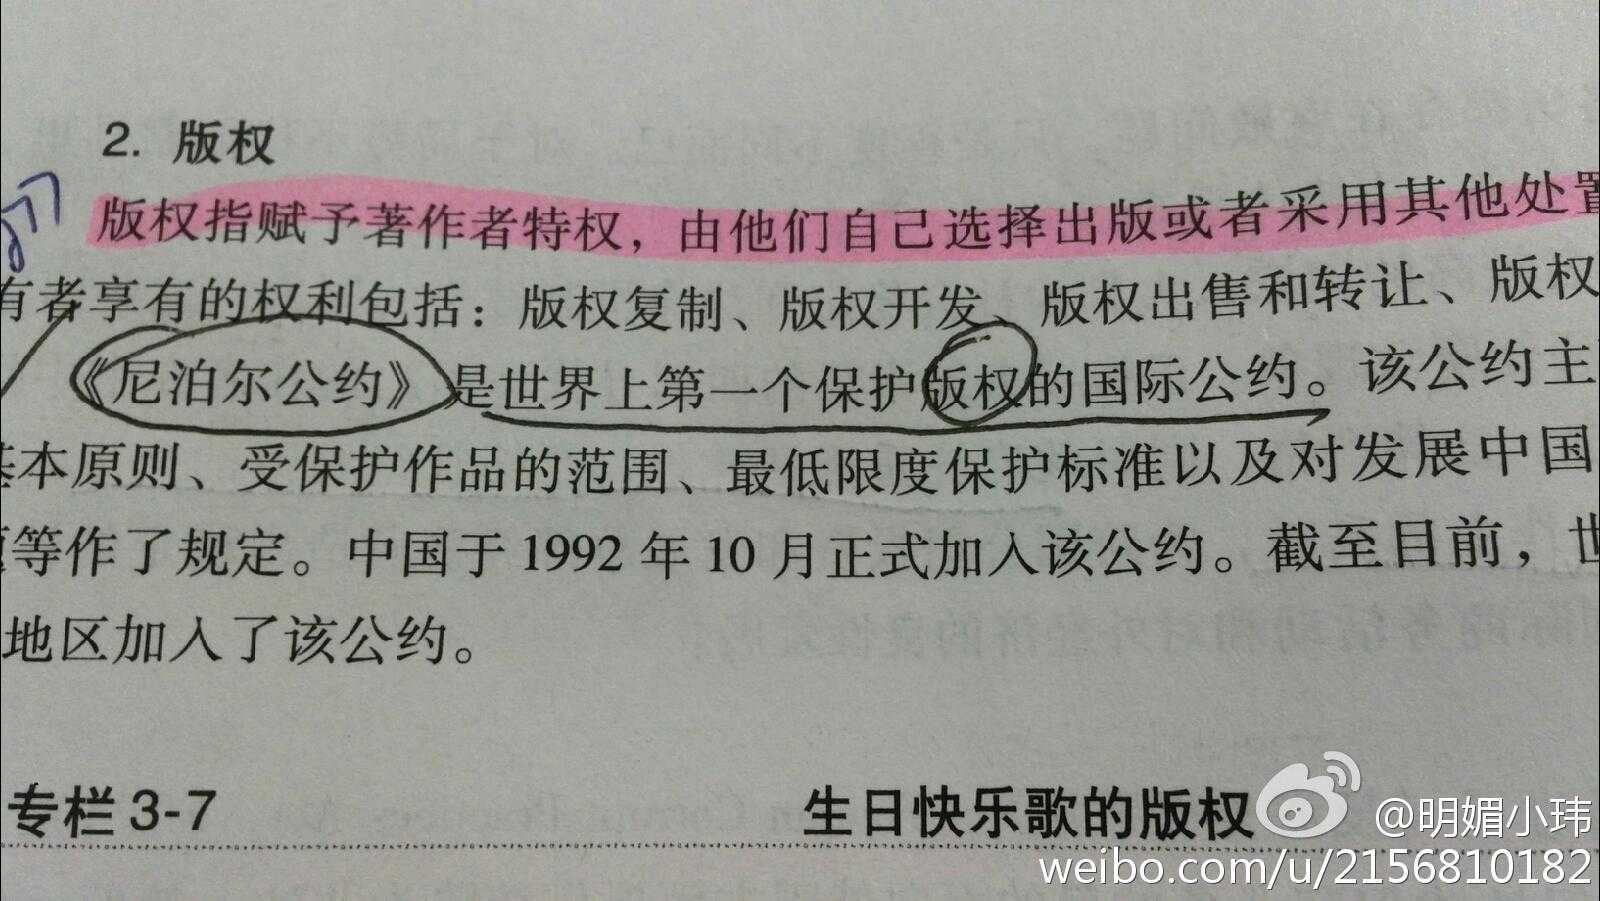 2. 版权
版权指赋予著作者特权，由他们自己选择出版或者采用其他处置
有者享有的权利包括：版权复制、版权开发、版权出售和转让、版权
《尼泊尔公约》是世界上第一个保护版权的国际公约。该公约主
基本原则、受保护作品的范围、最低限度保护标准以及对发展中国
等作了规定。中国于1992年10月正式加入该公约。截至目前，世
地区加入了该公约。
专栏 3-7 生日快乐歌的版权
@明媚小玮
weibo.com/u/2156810182